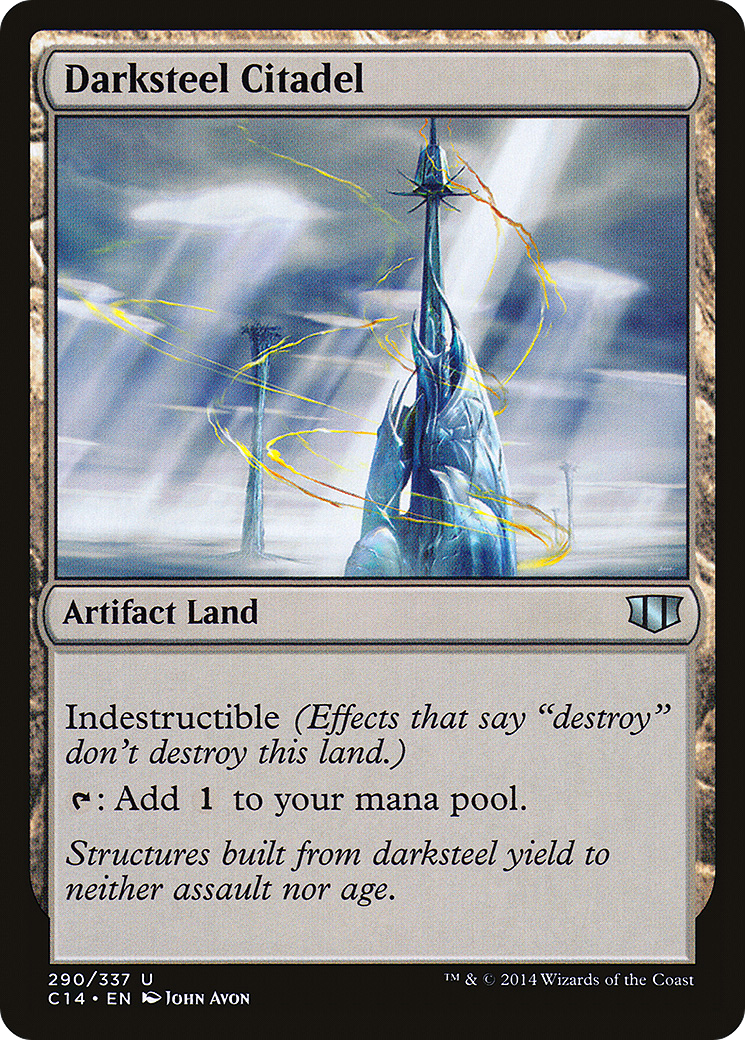 Darksteel Citadel
Artifact Land
Indestructible (Effects that say “destroy”
don’t destroy this land.)
: Add 1 to your mana pool.
Structures built from darksteel yield to
neither assault nor age.
290/337 U
™ & © 2014 Wizards of the Coast
C14 • EN John Avon